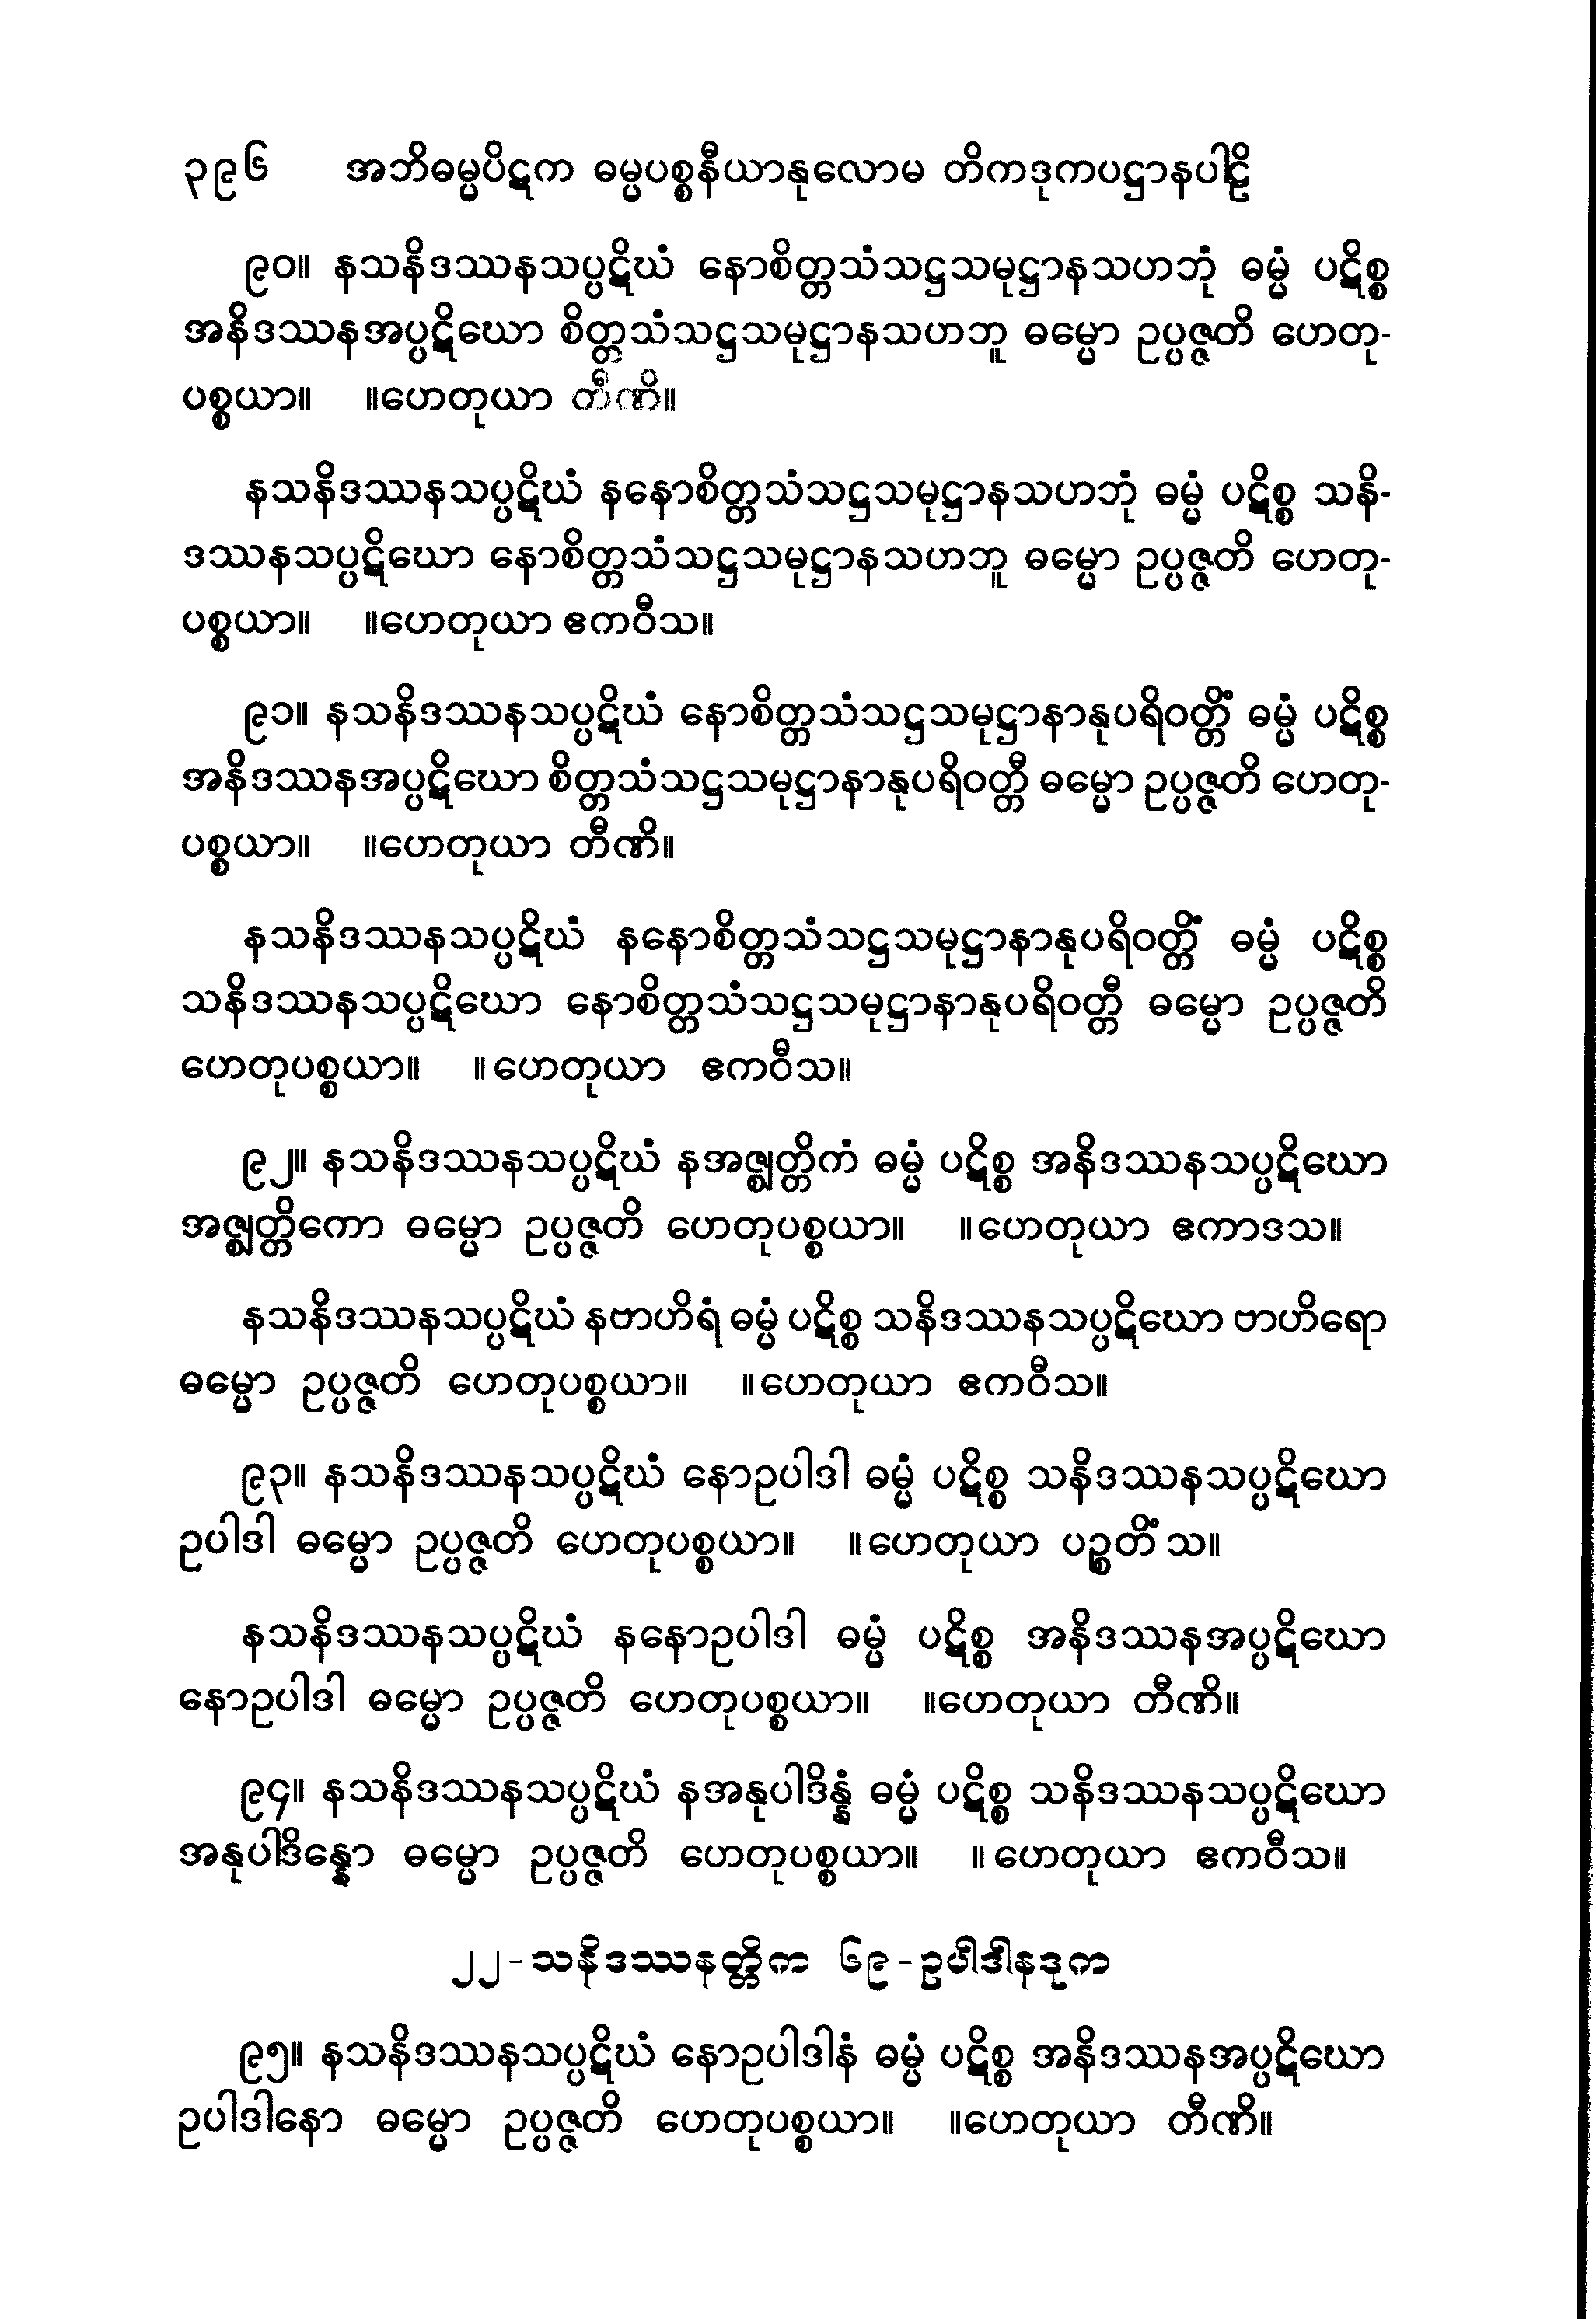 ၃၉၆ အဘိဓမ္မပိဋက ဓမ္မပစ္စနီယာနုလောမ တိကဒုကပဋ္ဌာနပါဠိ
၉၀။ နသနိဒဿနသပ္ပဋိဃံ နောစိတ္တသံသဋ္ဌသမုဋ္ဌာနသဟဘုံ ဓမ္မံ ပဋိစ္စ
အနိဒဿနအပ္ပဋိဃော စိတ္တသံသဋ္ဌသမုဋ္ဌာနသဟဘူ ဓမ္မော ဥပ္ပဇ္ဇတိ ဟေတု-
ပစ္စယာ။ ။ဟေတုယာ တီဏိ။
နသနိဒဿနသပ္ပဋိဃံ နနောစိတ္တသံသဋ္ဌသမုဋ္ဌာနသဟဘုံ ဓမ္မံ ပဋိစ္စ သနိ-
ဒဿနသပ္ပဋိဃော နောစိတ္တသံသဋ္ဌသမုဋ္ဌာနသဟဘူ ဓမ္မော ဥပ္ပဇ္ဇတိ ဟေတု-
ပစ္စယာ။ ။ဟေတုယာ ဧကဝီသ။
၉၁။ နသနိဒဿနသပ္ပဋိဃံ နောစိတ္တသံသဋ္ဌသမုဋ္ဌာနာနုပရိဝတ္တိံ ဓမ္မံ ပဋိစ္စ
အနိဒဿနအပ္ပဋိဃော စိတ္တသံသဋ္ဌသမုဋ္ဌာနာနုပရိဝတ္တီ ဓမ္မော ဥပ္ပဇ္ဇတိ ဟေတု-
ပစ္စယာ။ ။ဟေတုယာ တီဏိ။
နသနိဒဿနသပ္ပဋိဃံ နနောစိတ္တသံသဋ္ဌသမုဋ္ဌာနာနုပရိဝတ္တိံ ဓမ္မံ ပဋိစ္စ
သနိဒဿနသပ္ပဋိဃော နောစိတ္တသံသဋ္ဌသမုဋ္ဌာနာနုပရိဝတ္တီ ဓမ္မော ဥပ္ပဇ္ဇတိ
ဟေတုပစ္စယာ။ ။ဟေတုယာ ဧကဝီသ။
၉၂။ နသနိဒဿနသပ္ပဋိဃံ နအဇ္ဈတ္တိကံ ဓမ္မံ ပဋိစ္စ အနိဒဿနသပ္ပဋိဃော
အဇ္ဈတ္တိကော ဓမ္မော ဥပ္ပဇ္ဇတိ ဟေတုပစ္စယာ။ ။ဟေတုယာ ဧကာဒသ။
နသနိဒဿနသပ္ပဋိဃံ နဗာဟိရံ ဓမ္မံ ပဋိစ္စ သနိဒဿနသပ္ပဋိဃော ဗာဟိရော
ဓမ္မော ဥပ္ပဇ္ဇတိ ဟေတုပစ္စယာ။ ။ဟေတုယာ ဧကဝီသ။
၉၃။ နသနိဒဿနသပ္ပဋိဃံ နောဥပါဒါ ဓမ္မံ ပဋိစ္စ သနိဒဿနသပ္ပဋိဃော
ဥပါဒါ ဓမ္မော ဥပ္ပဇ္ဇတိ ဟေတုပစ္စယာ။ ။ဟေတုယာ ပဉ္စတိံသ။
နသနိဒဿနသပ္ပဋိဃံ နနောဥပါဒါ ဓမ္မံ ပဋိစ္စ အနိဒဿနအပ္ပဋိဃော
နောဥပါဒါ ဓမ္မော ဥပ္ပဇ္ဇတိ ဟေတုပစ္စယာ။ ။ဟေတုယာ တီဏိ။
၉၄။ နသနိဒဿနသပ္ပဋိဃံ နအနုပါဒိန္နံ ဓမ္မံ ပဋိစ္စ သနိဒဿနသပ္ပဋိဃော
အနုပါဒိန္နော ဓမ္မော ဥပ္ပဇ္ဇတိ ဟေတုပစ္စယာ။ ။ဟေတုယာ ဧကဝီသ။
၂၂-သနိဒဿနတ္တိက ၆၉-ဥပါဒါနဒုက
၉၅။ နသနိဒဿနသပ္ပဋိဃံ နောဥပါဒါနံ ဓမ္မံ ပဋိစ္စ အနိဒဿနအပ္ပဋိဃော
ဥပါဒါနော ဓမ္မော ဥပ္ပဇ္ဇတိ ဟေတုပစ္စယာ။ ။ဟေတုယာ တီဏိ။